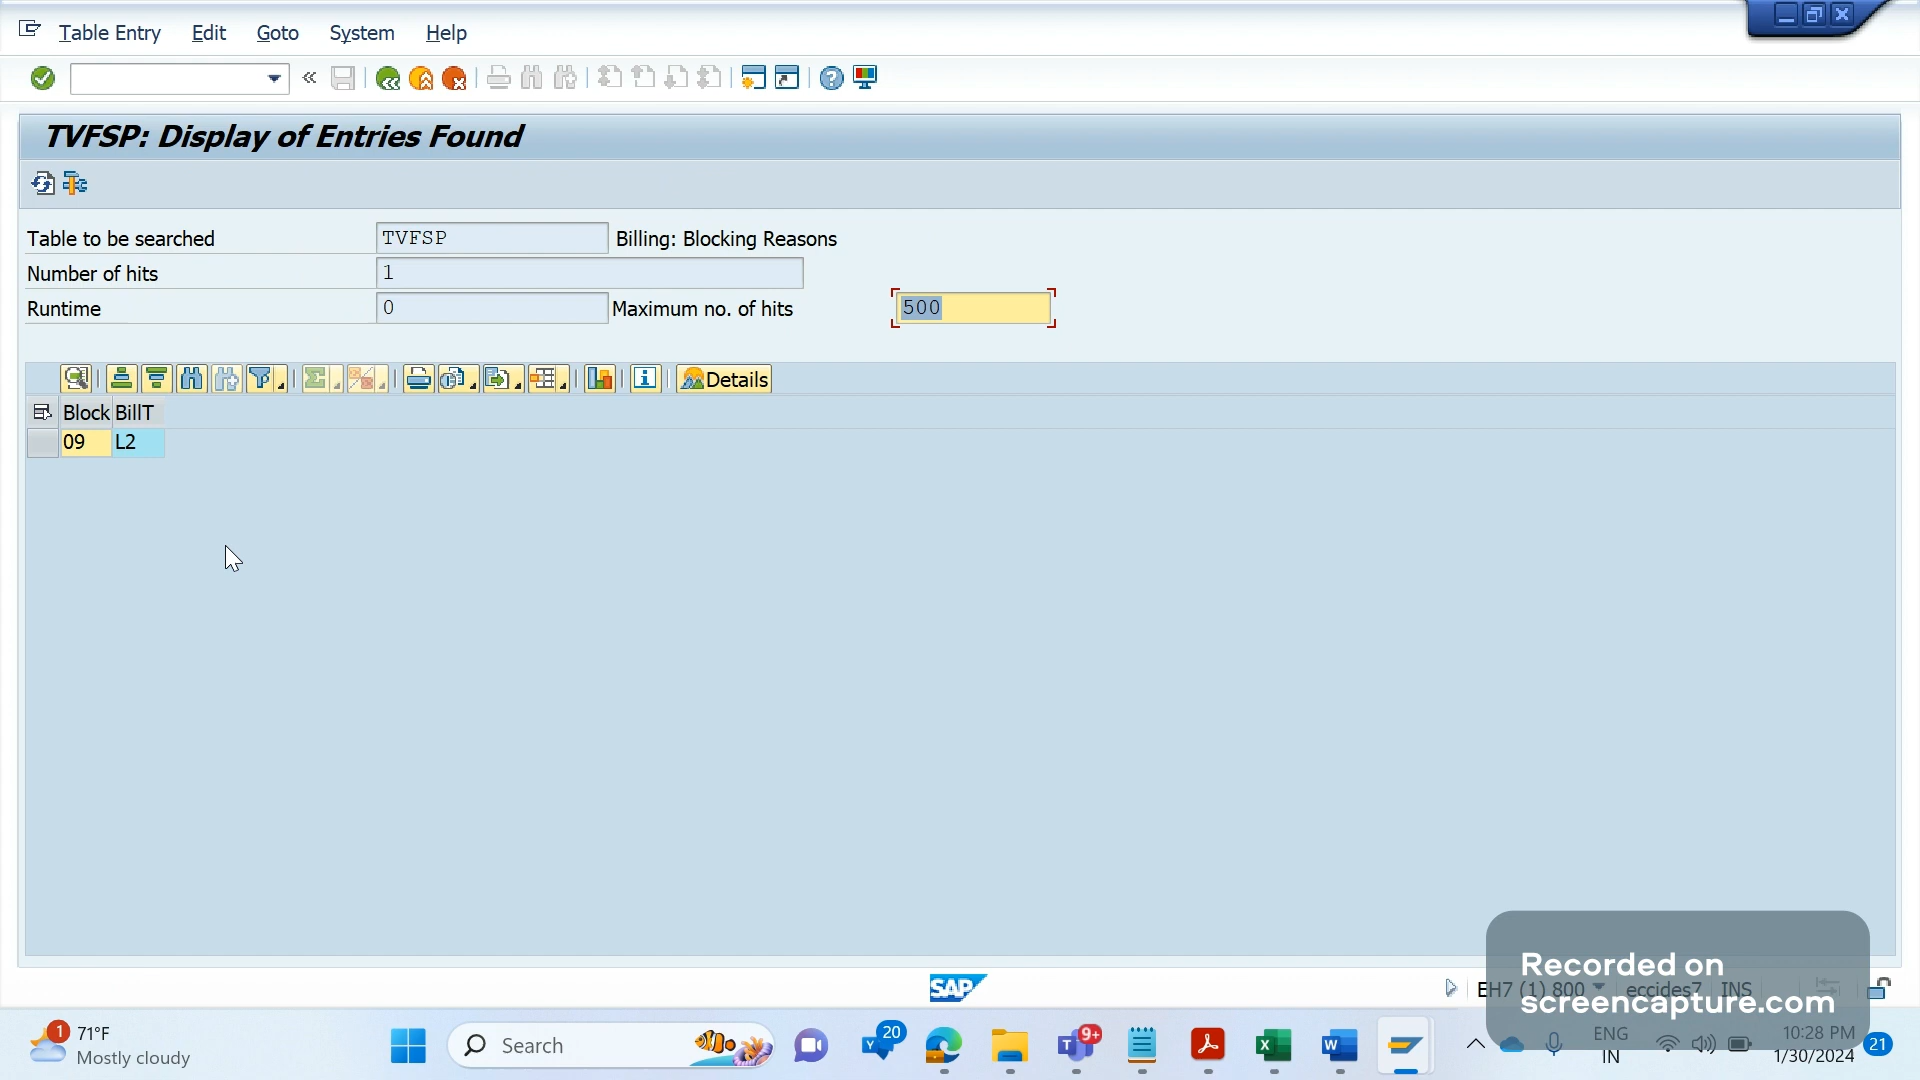 Table Entry Edit Goto System Help
TVFSP: Display of Entries Found
Table to be searched TVFSP Billing: Blocking Reasons
Number of hits 1
Runtime 0 Maximum no. of hits 500
Details
Block BillT
09 L2
SAP
EH7 (1) 800 eccides7 INS
Recorded on
screencapture.com
1 71°F
Mostly cloudy
Search
20
9+
ENG
IN
10:28 PM
1/30/2024
21